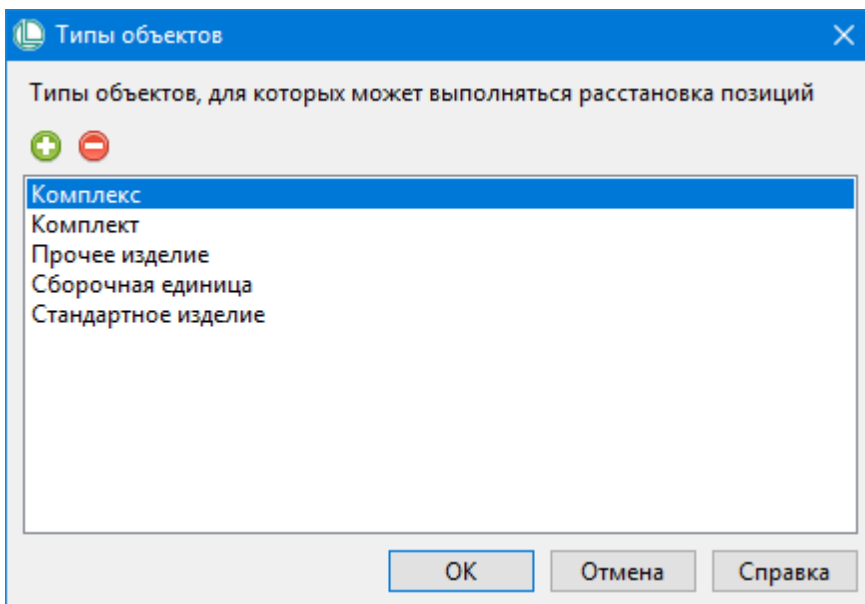 Типы объектов
Типы объектов, для которых может выполняться расстановка позиций
Комплекс
Комплект
Прочее изделие
Сборочная единица
Стандартное изделие
ОК
Отмена
Справка